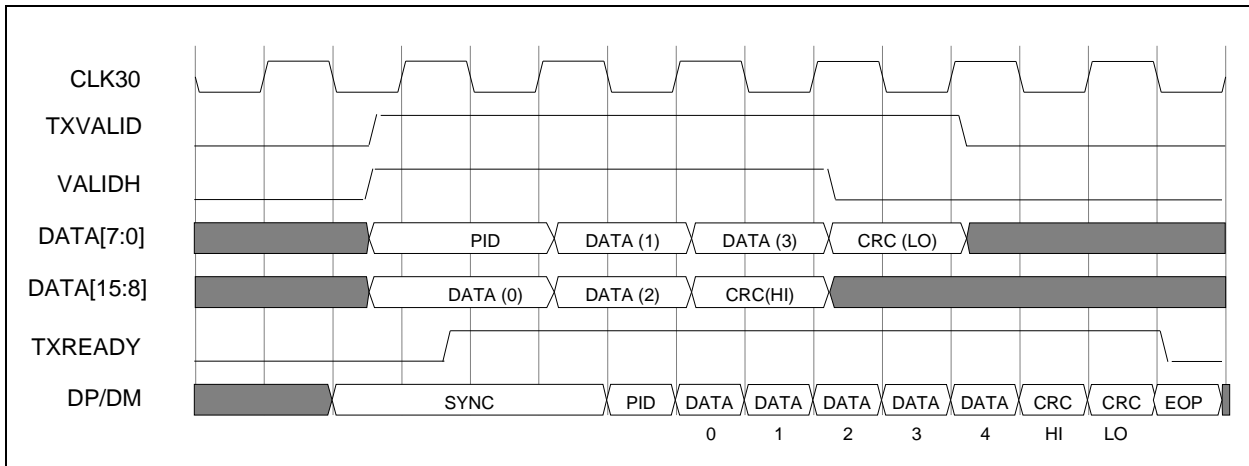 CLK30
TXVALID
VALIDH
DATA[7:0] PID DATA (1) DATA (3) CRC (LO)
DATA[15:8] DATA (0) DATA (2) CRC(HI)
TXREADY
DP/DM SYNC PID DATA DATA DATA DATA DATA CRC CRC EOP
0 1 2 3 4 HI LO